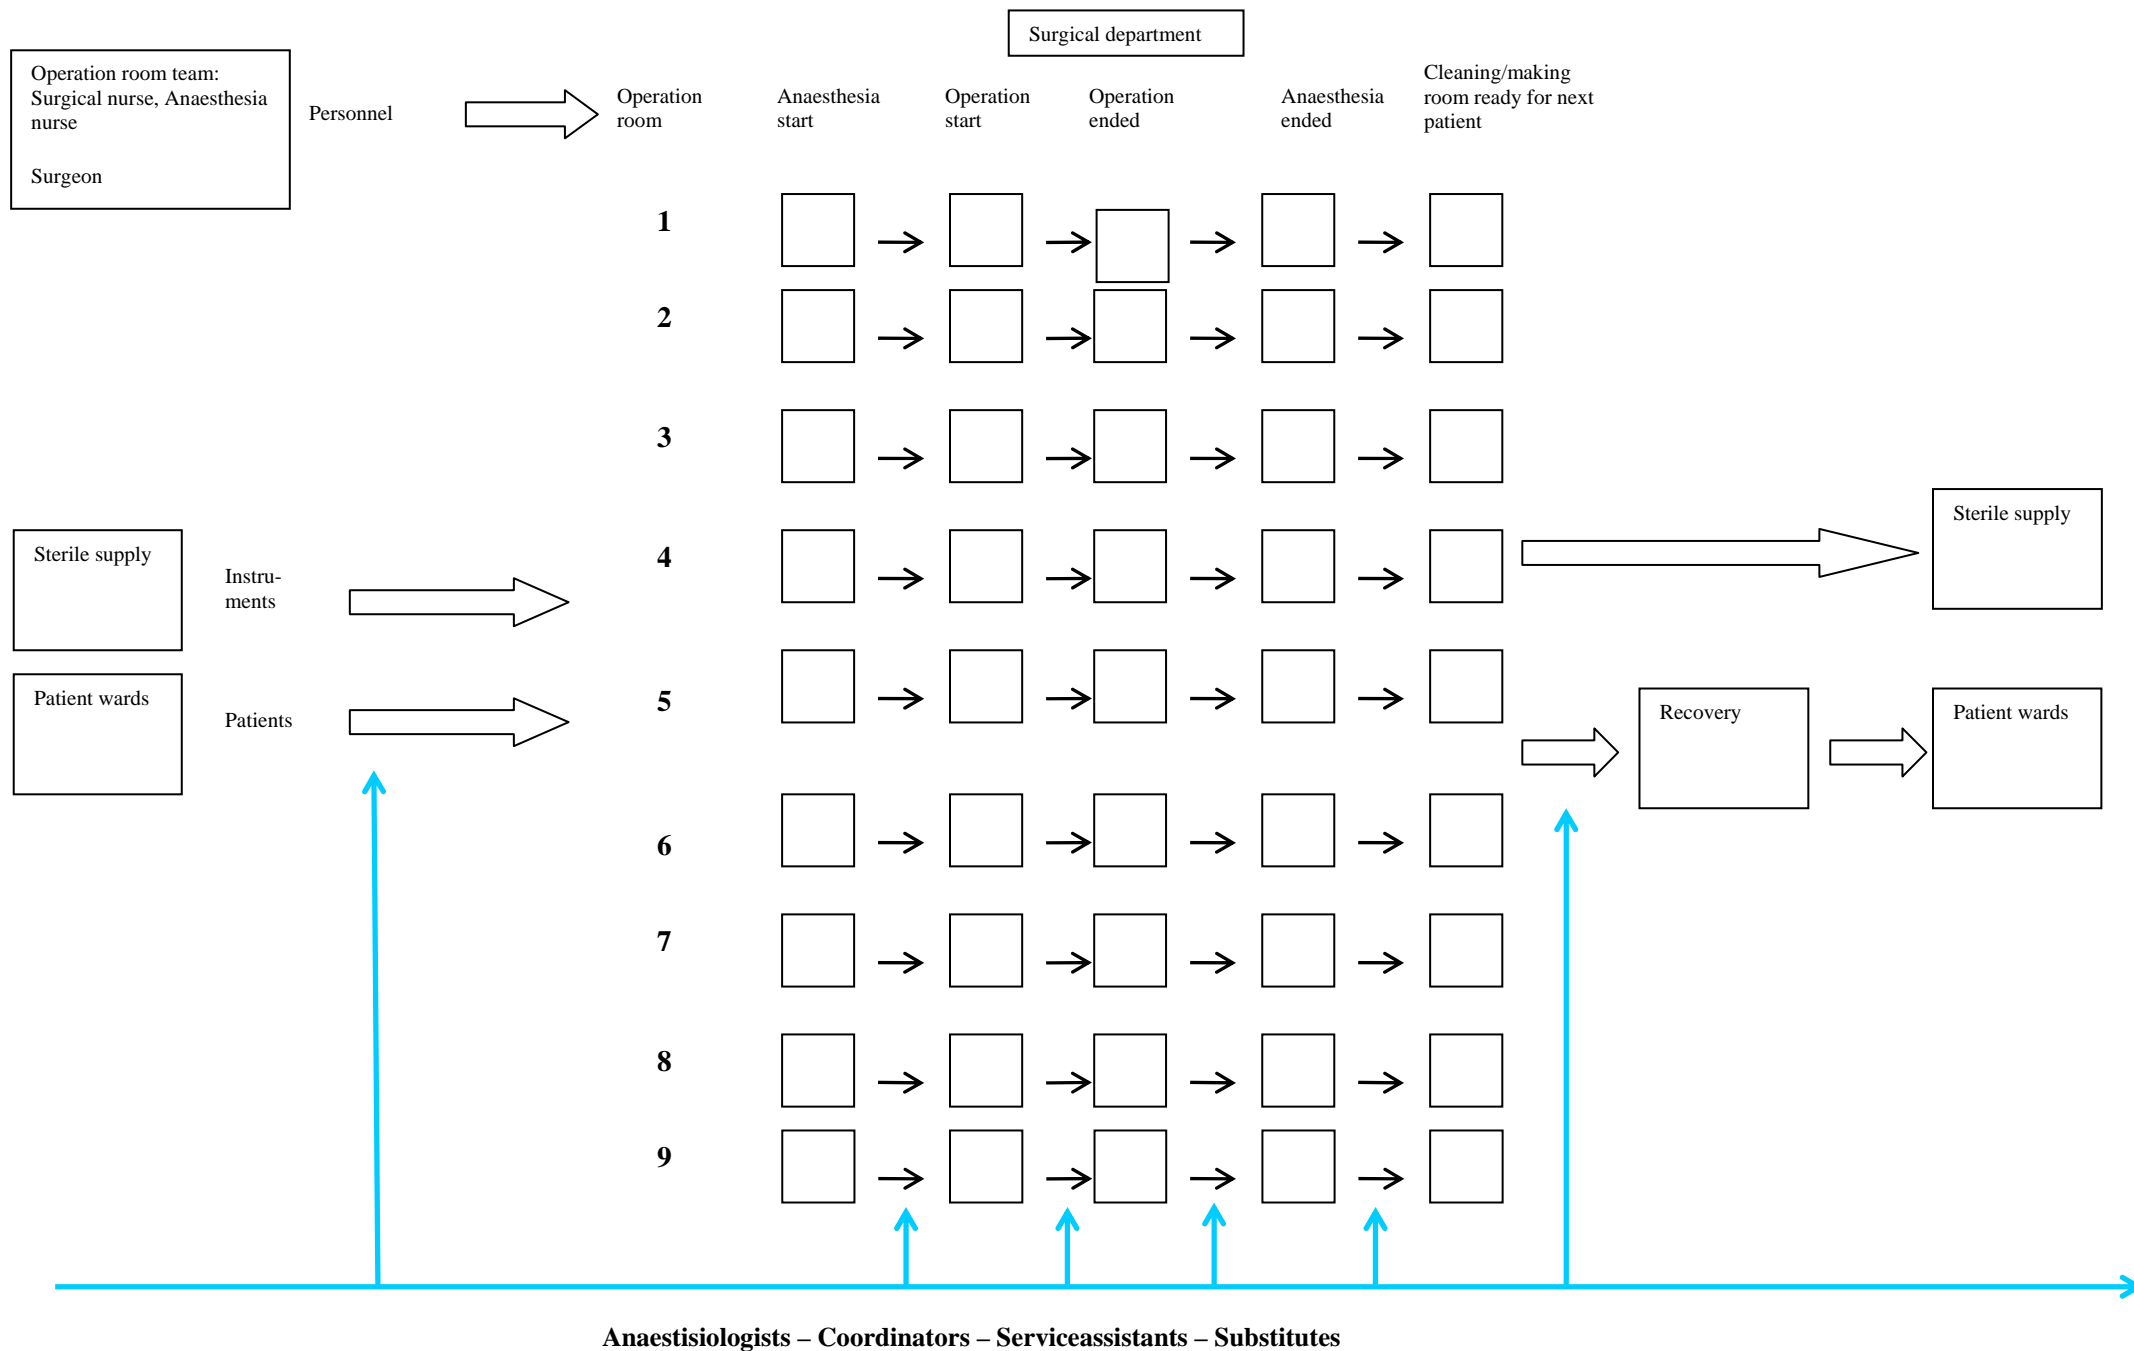 Surgical department
Operation room team:
Surgical nurse, Anaesthesia
nurse
Surgeon
Personnel
Operation
room
Anaesthesia
start
Operation
start
Operation
ended
Anaesthesia
ended
Cleaning/making
room ready for next
patient
1
2
3
4
5
6
7
8
9
Sterile supply
Instru-
ments
Patient wards
Patients
Sterile supply
Recovery
Patient wards
Anaestisiologists – Coordinators – Serviceassistants – Substitutes